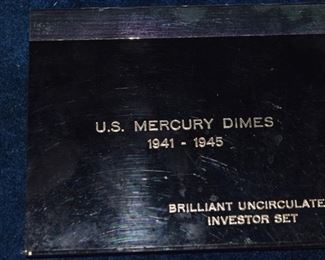 U.S. MERCURY DIMES
1941 - 1945
BRILLIANT UNCIRCULATE
INVESTOR SET